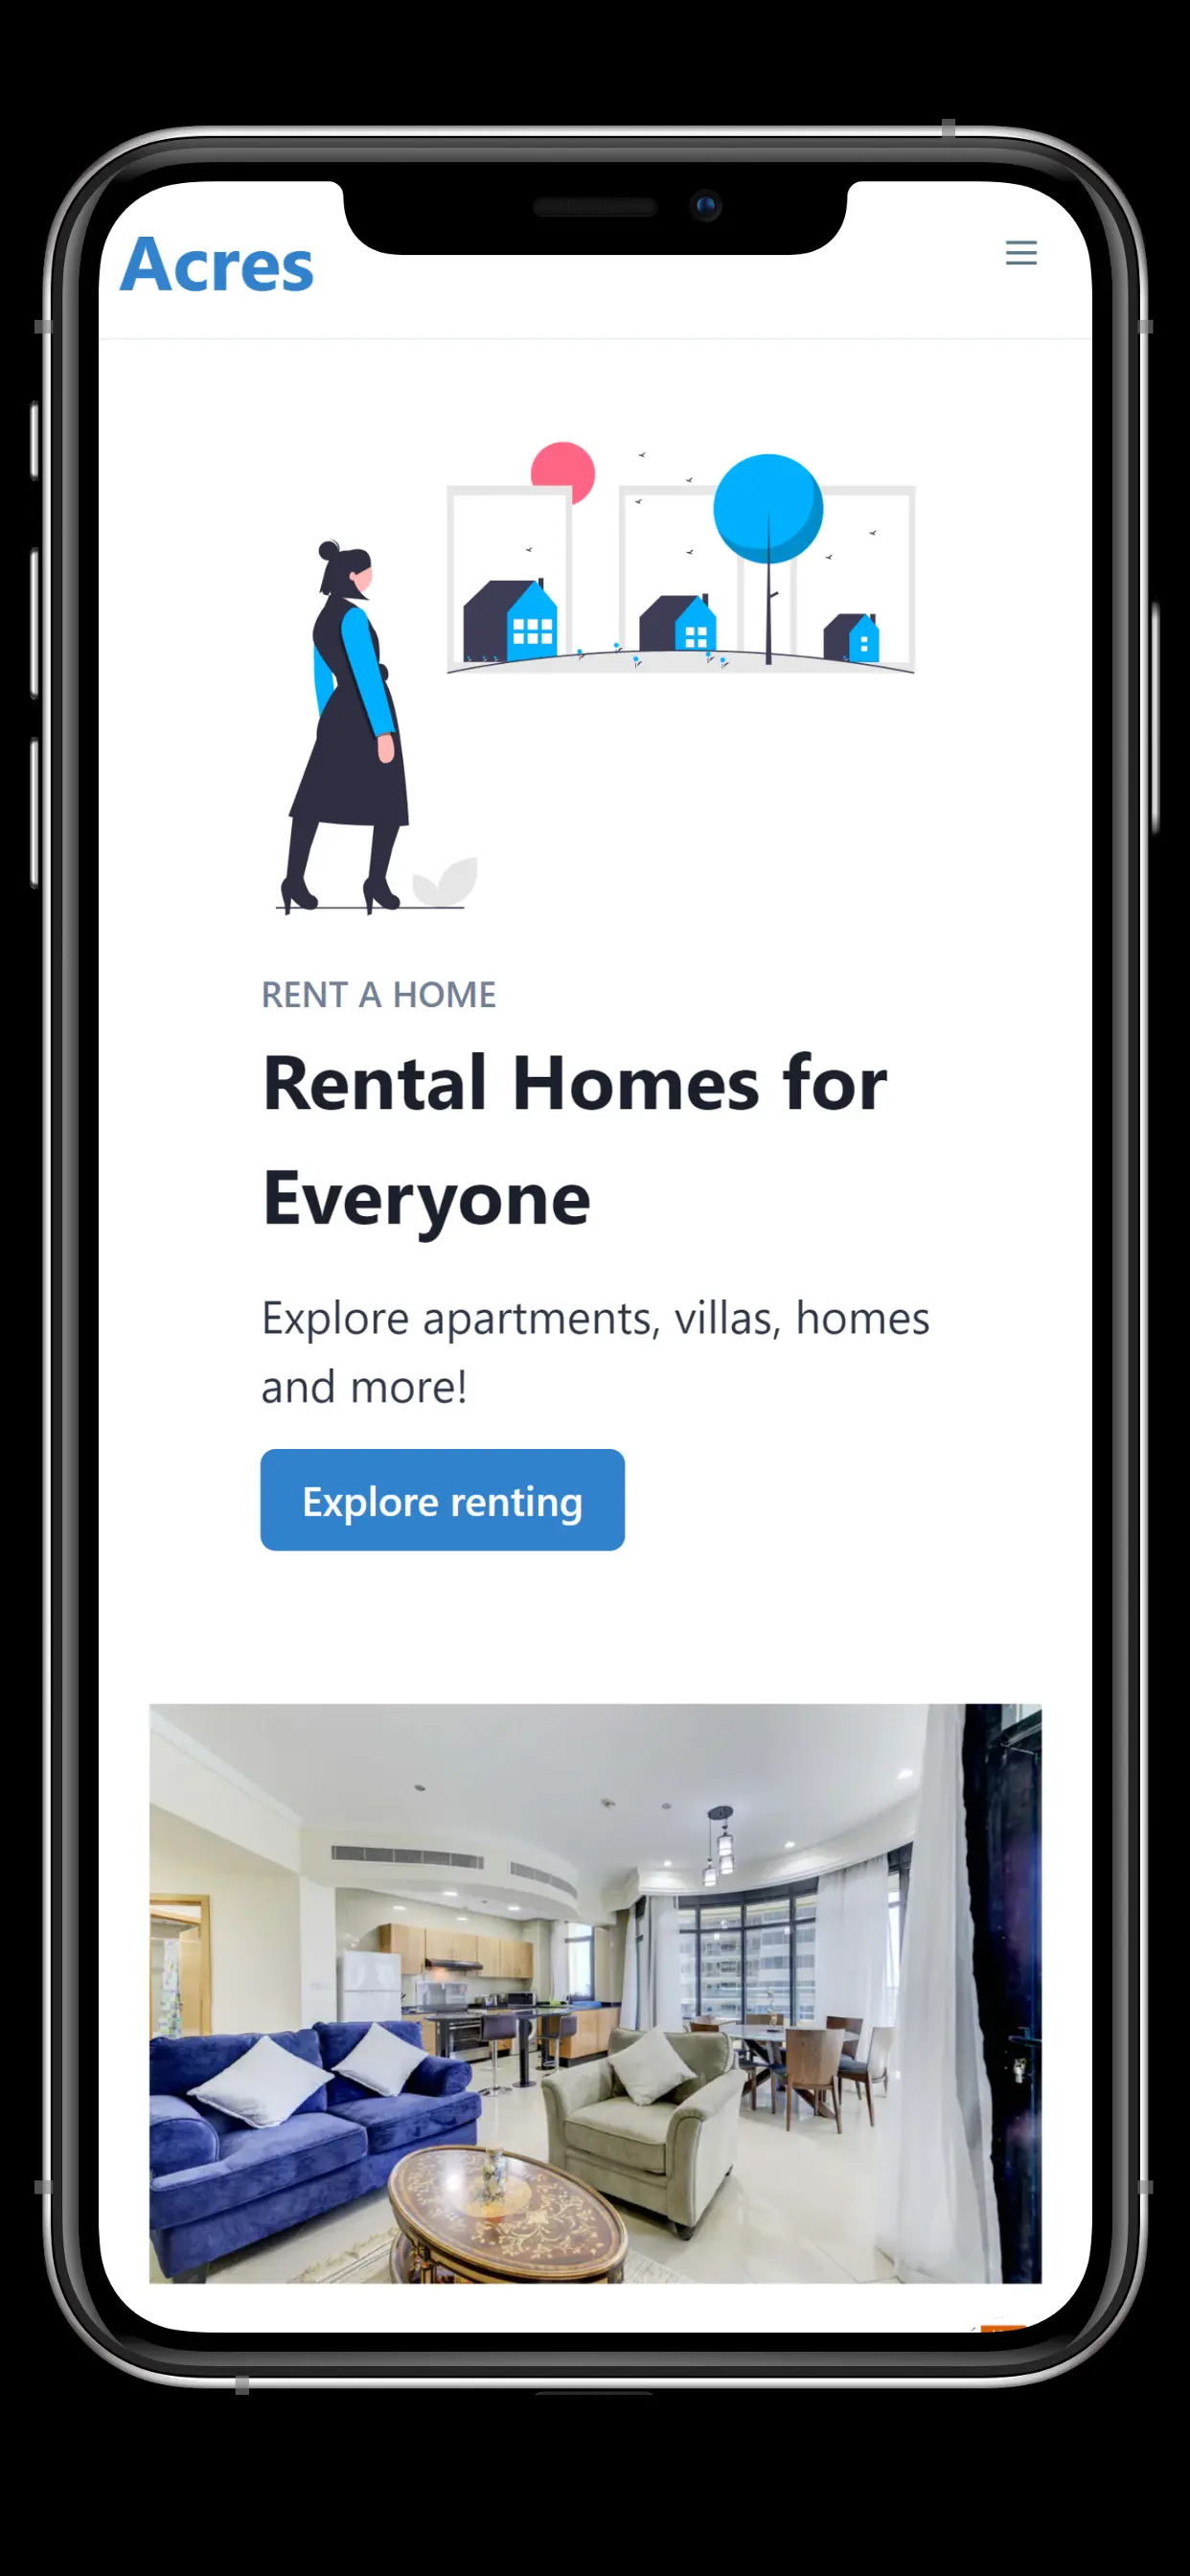 Acres
RENT A HOME
Rental Homes for
Everyone
Explore apartments, villas, homes
and more!
Explore renting